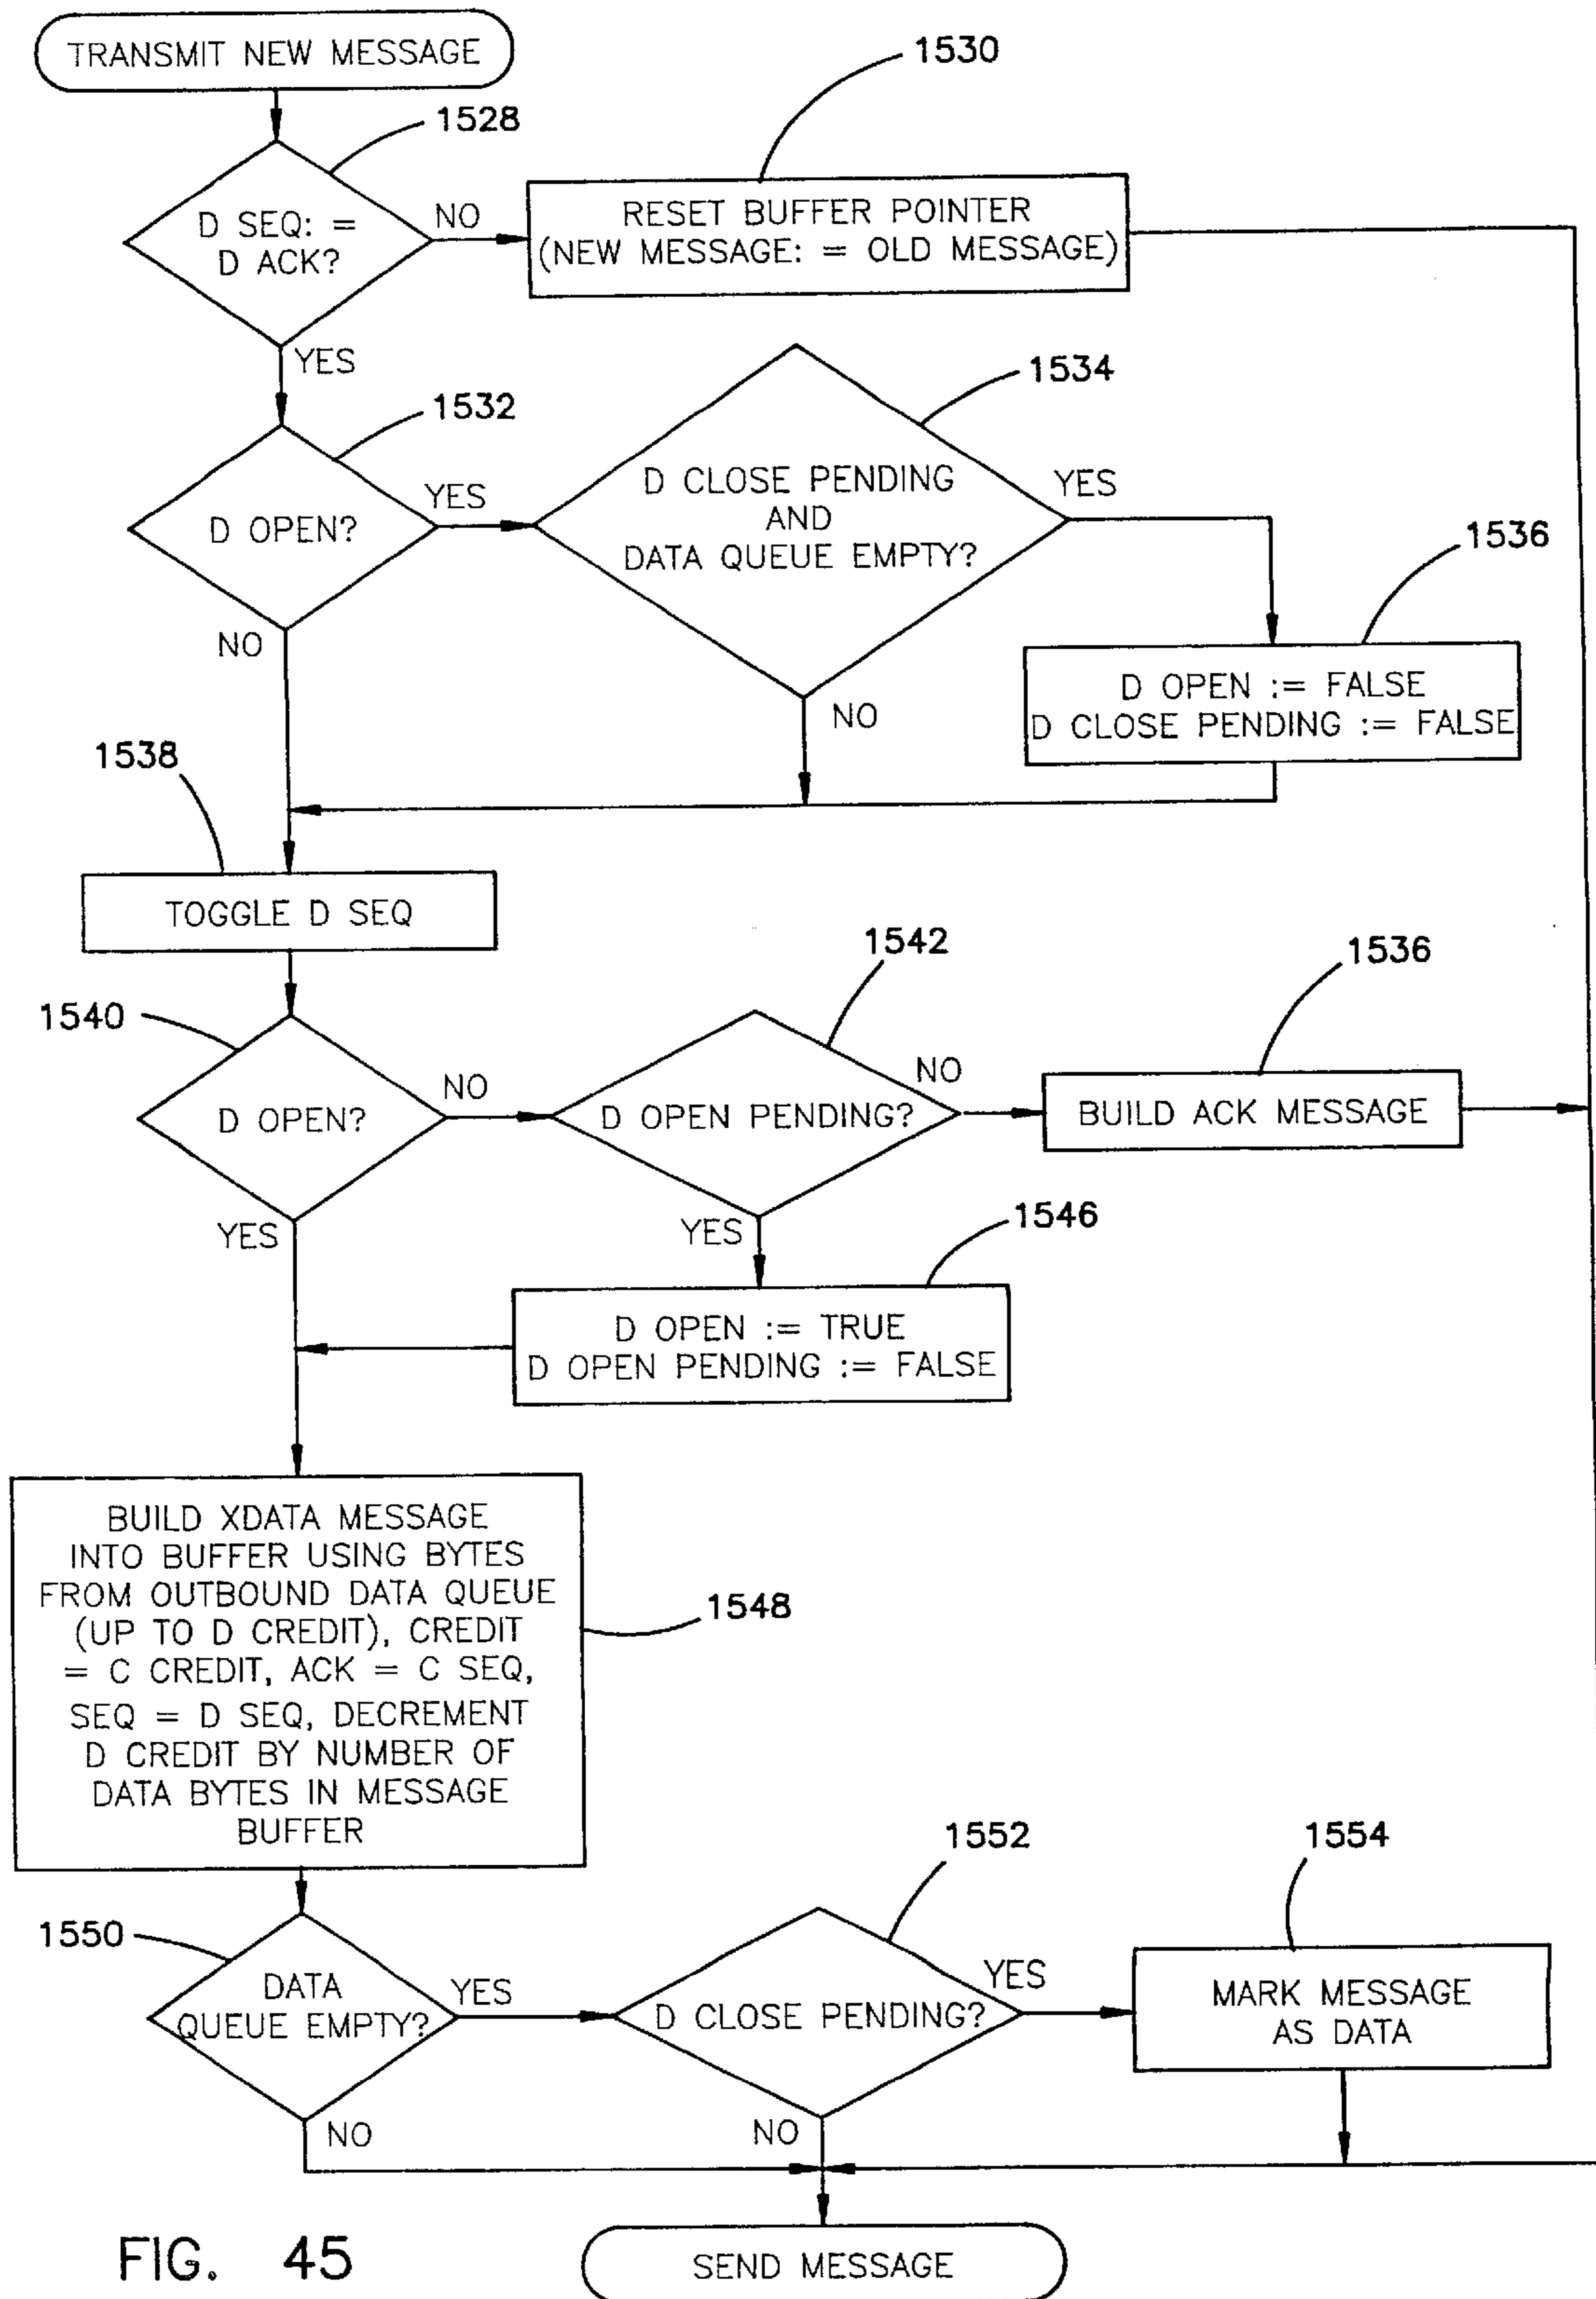 TRANSMIT NEW MESSAGE
1528
1530
D SEQ: =
D ACK?
NO
RESET BUFFER POINTER
(NEW MESSAGE: = OLD MESSAGE)
YES
1532
1534
D OPEN?
YES
D CLOSE PENDING
AND
DATA QUEUE EMPTY?
YES
1536
NO
D OPEN := FALSE
D CLOSE PENDING := FALSE
NO
1538
TOGGLE D SEQ
1542
1536
1540
D OPEN?
NO
D OPEN PENDING?
NO
BUILD ACK MESSAGE
YES
YES
1546
D OPEN := TRUE
D OPEN PENDING := FALSE
BUILD XDATA MESSAGE
INTO BUFFER USING BYTES
FROM OUTBOUND DATA QUEUE
(UP TO D CREDIT), CREDIT
= C CREDIT, ACK = C SEQ,
SEQ = D SEQ, DECREMENT
D CREDIT BY NUMBER OF
DATA BYTES IN MESSAGE
BUFFER
1548
1552
1554
1550
DATA
QUEUE EMPTY?
YES
D CLOSE PENDING?
YES
MARK MESSAGE
AS DATA
NO
NO
FIG. 45
SEND MESSAGE